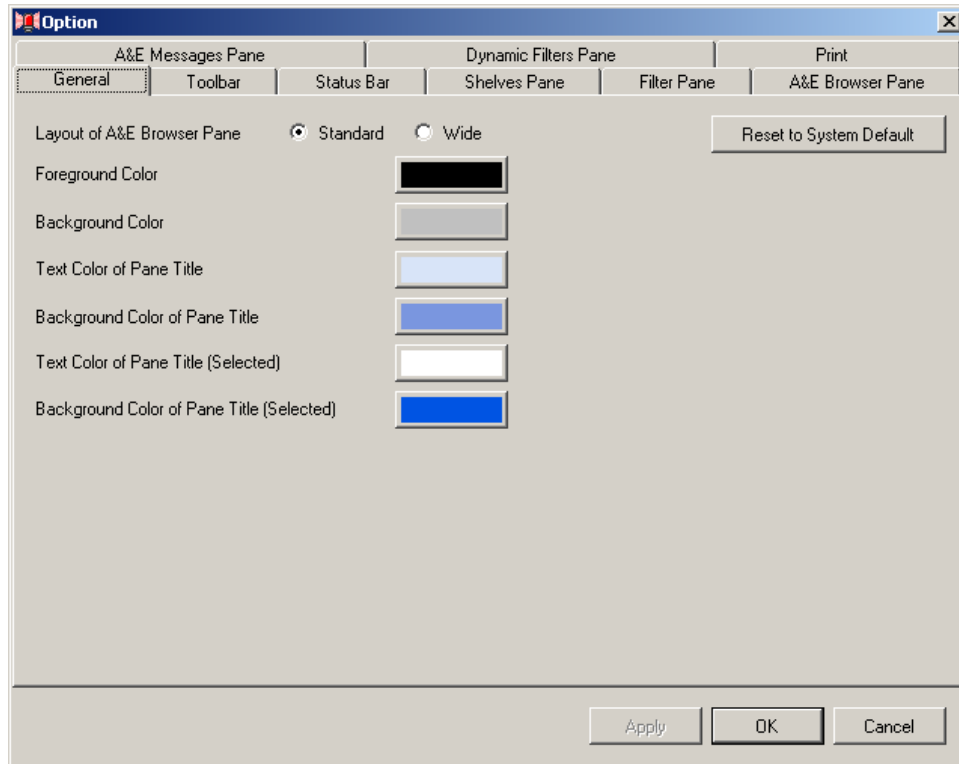 Option
A&E Messages Pane Dynamic Filters Pane Print
General Toolbar Status Bar Shelves Pane Filter Pane A&E Browser Pane
Layout of A&E Browser Pane Standard Wide Reset to System Default
Foreground Color
Background Color
Text Color of Pane Title
Background Color of Pane Title
Text Color of Pane Title (Selected)
Background Color of Pane Title (Selected)
Apply OK Cancel